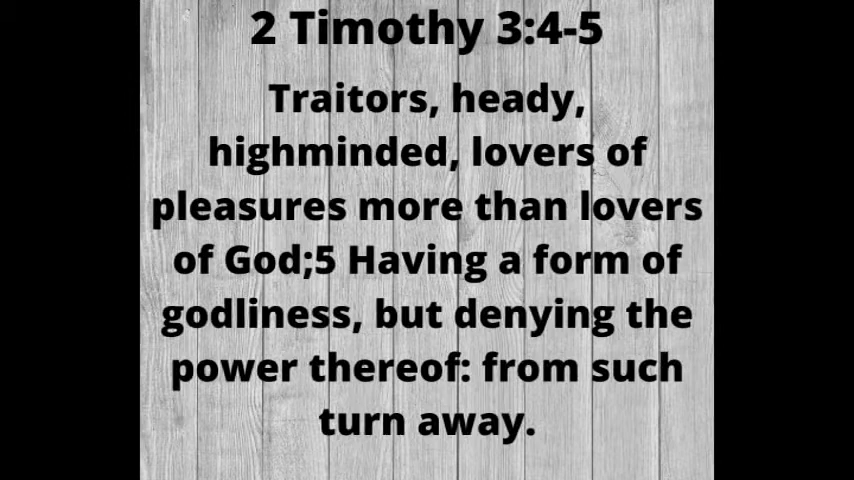 2 Timothy 3:4-5
Traitors, heady,
highminded, lovers of
pleasures more than lovers
of God;5 Having a form of
godliness, but denying the
power thereof: from such
turn away.